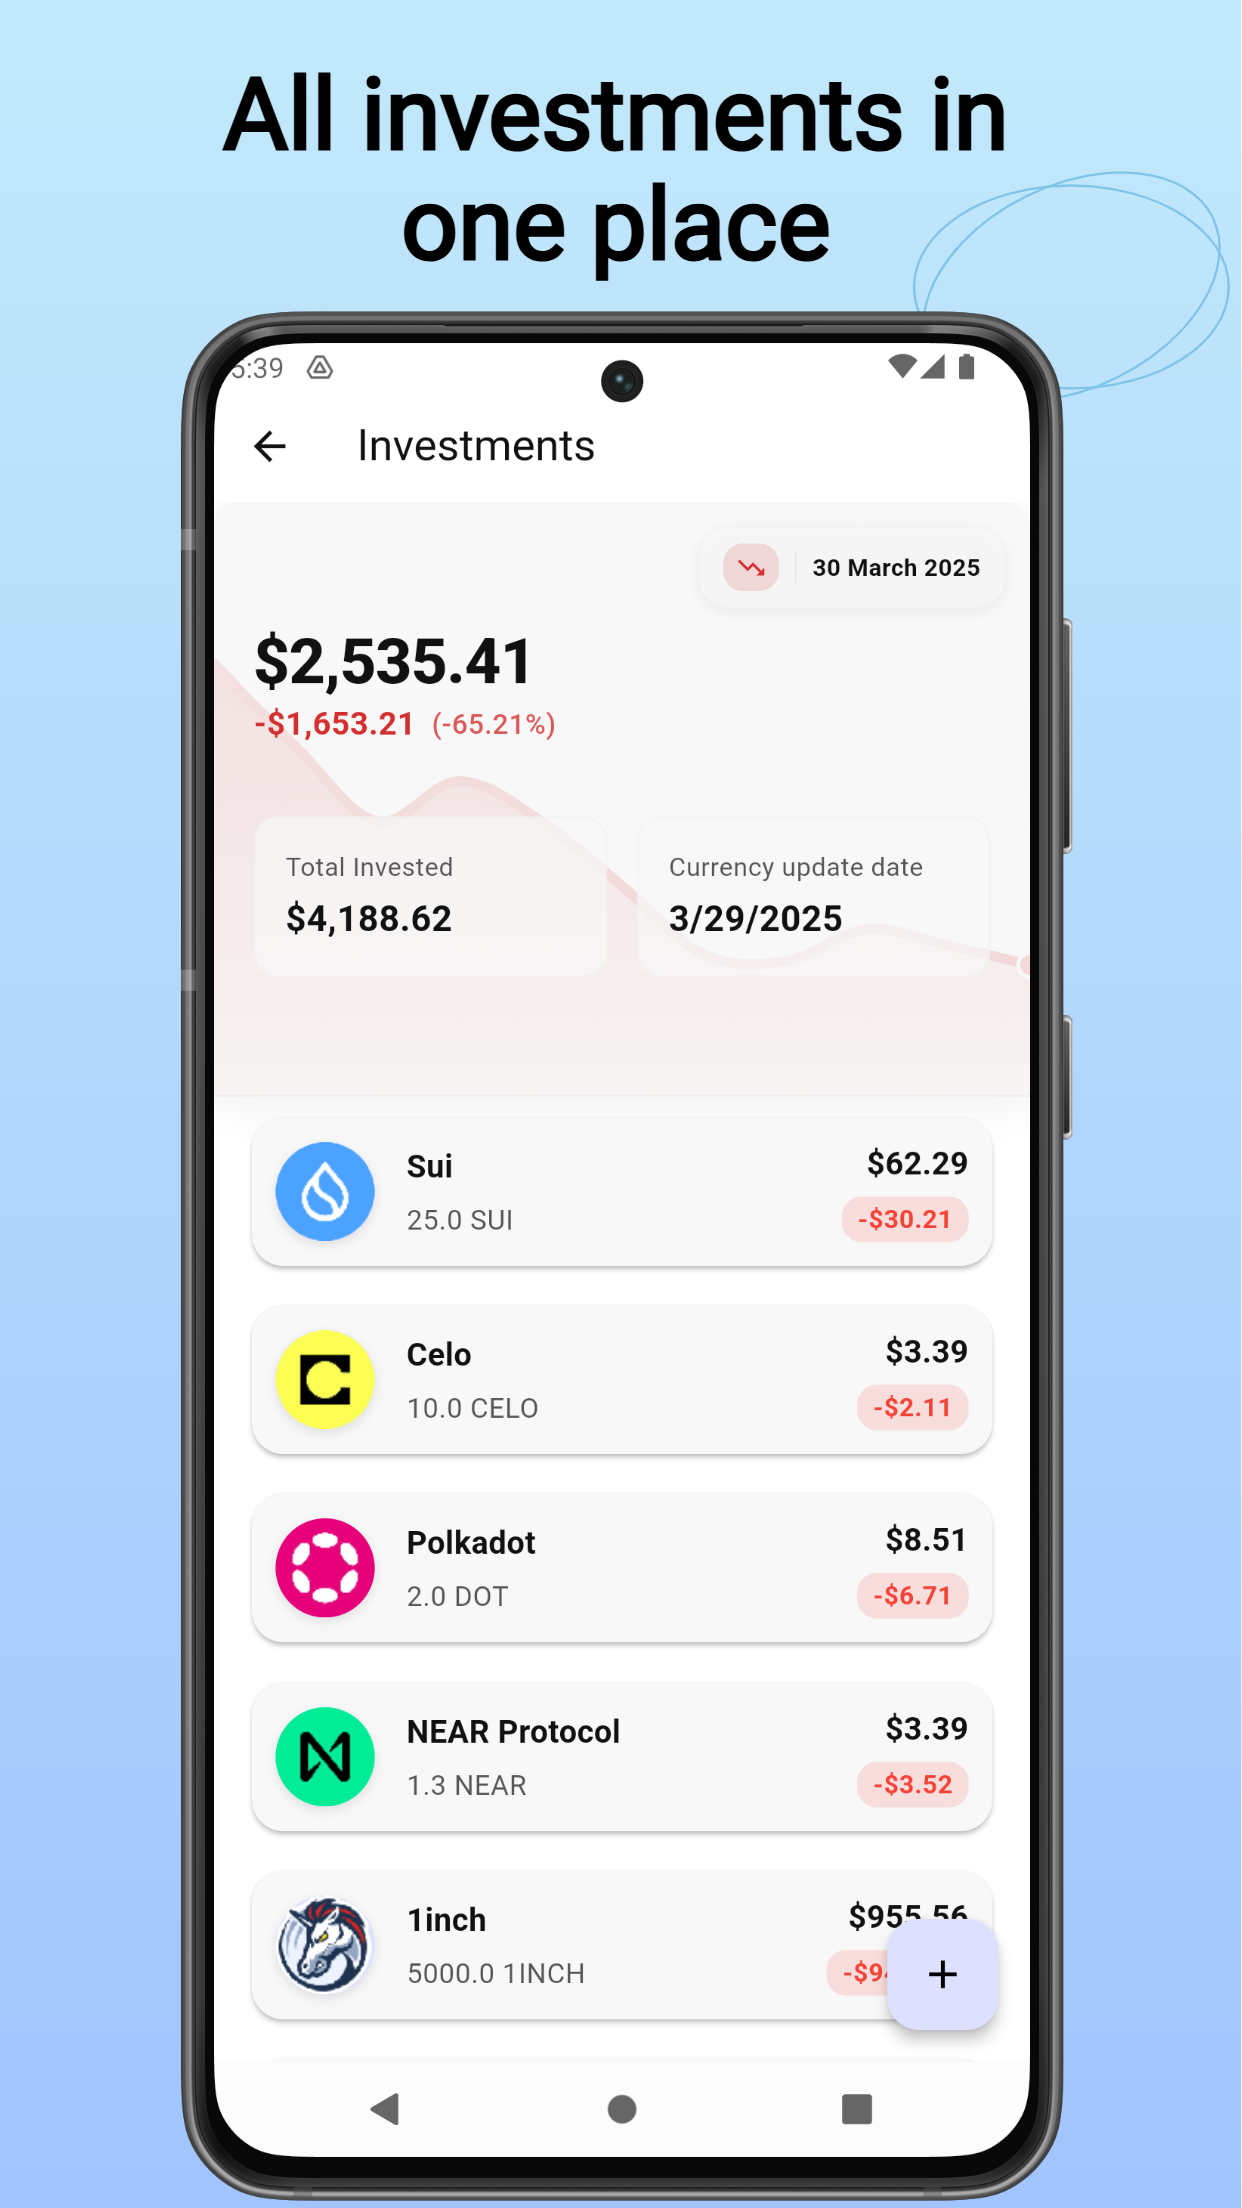 All investments in
one place
5:39
Investments
30 March 2025
$2,535.41
-$1,653.21 (-65.21%)
Total Invested
$4,188.62
Currency update date
3/29/2025
Sui
$62.29
25.0 SUI
-$30.21
Celo
$3.39
10.0 CELO
-$2.11
Polkadot
$8.51
2.0 DOT
-$6.71
NEAR Protocol
$3.39
1.3 NEAR
-$3.52
1inch
$955.56
5000.0 1INCH